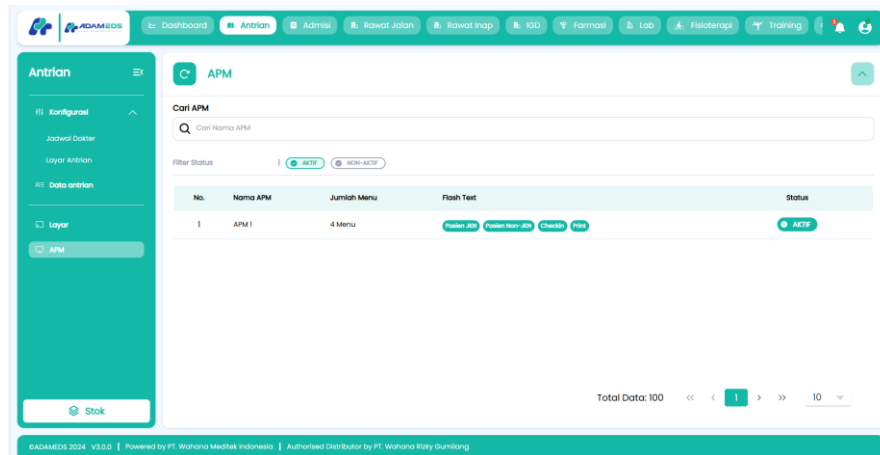 ADAMEDS
Dashboard Antrian Admisi Rawat Jalan Rawat Inap IGD Farmasi Lab Fisioterapi Training
Antrian
Konfigurasi
Jadwal Dokter
Layar Antrian
Data antrian
Layar
APM
Stok
APM
Cari APM
Cari Nama APM
Filter Status | AKTIF NON-AKTIF
No. Nama APM Jumlah Menu Flash Text Status
1 APM 1 4 Menu Pasien JKN Pasien Non-JKN Checkin Print AKTIF
Total Data: 100 << < 1 > >> 10
©ADAMEDS 2024 V3.0.0 | Powered by PT. Wahana Meditek Indonesia | Authorised Distributor by PT. Wahana Rizky Gumilang